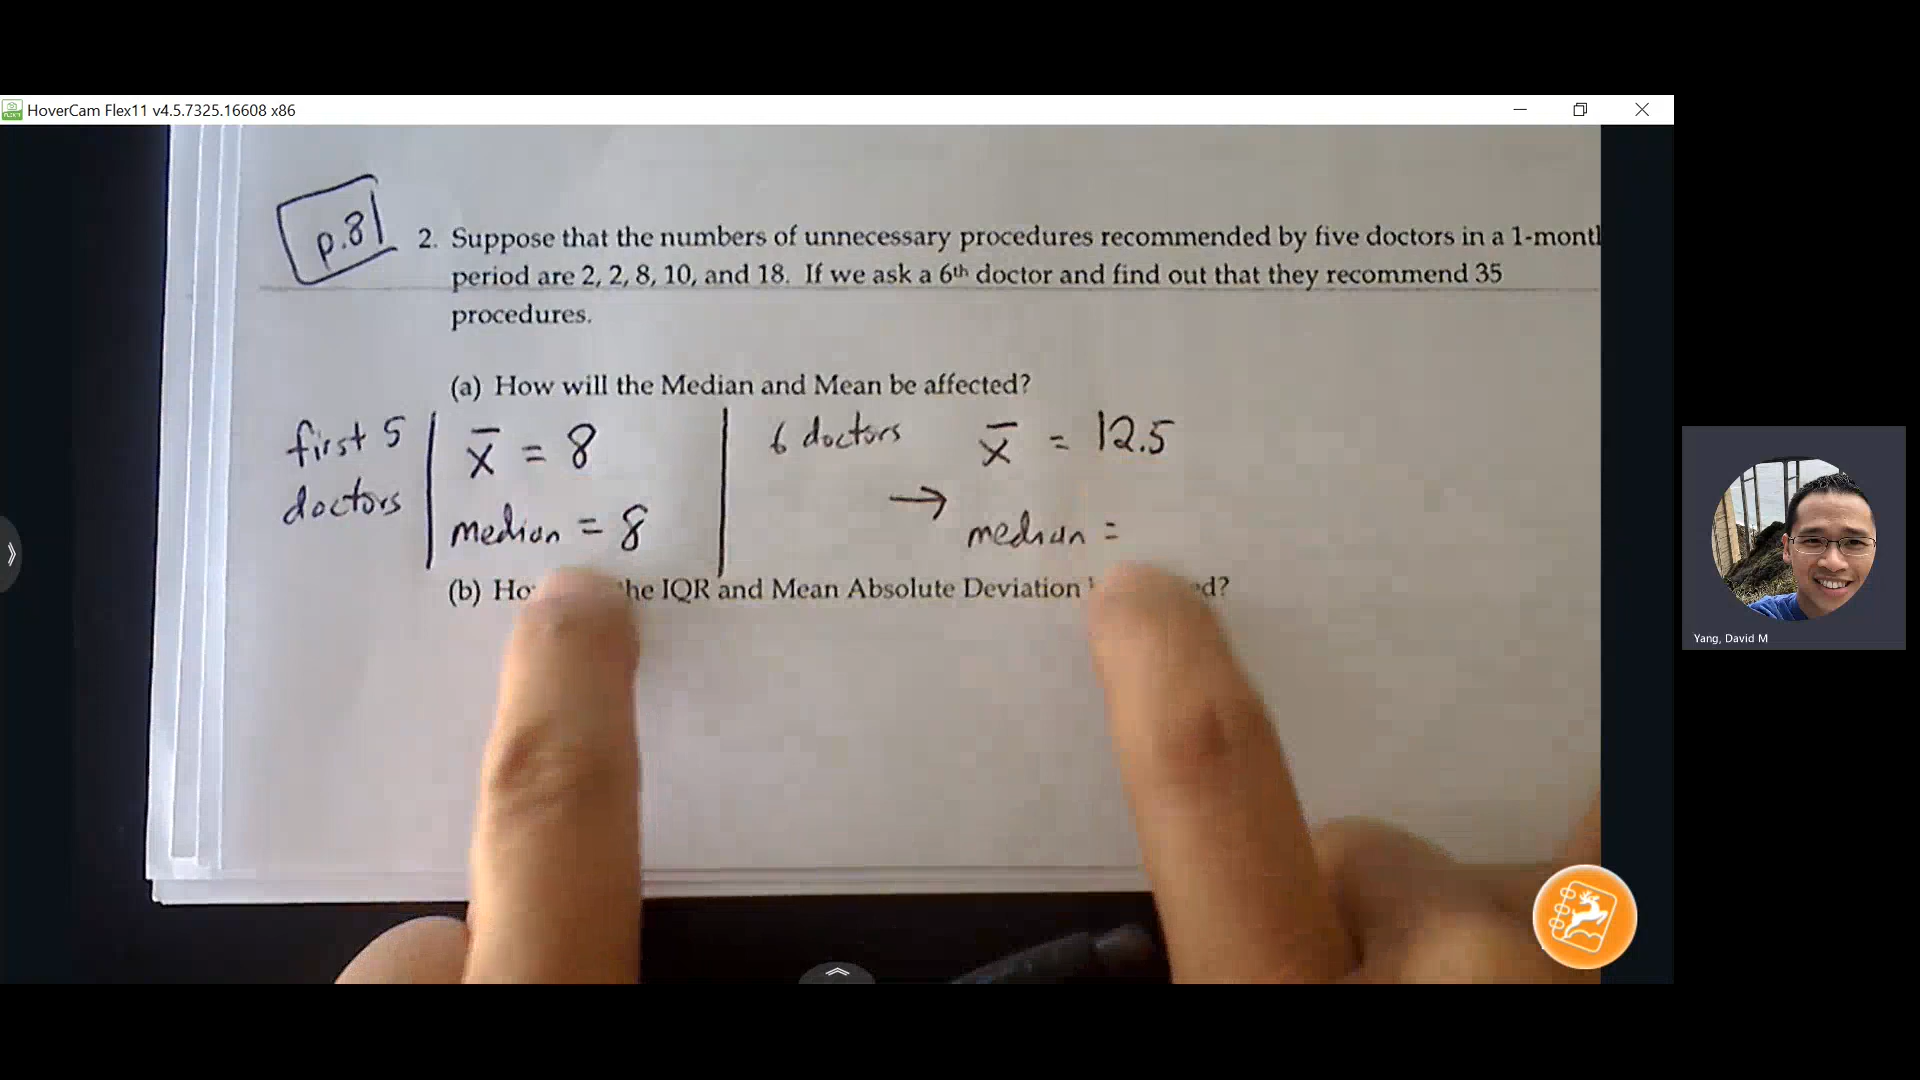 HoverCam Flex11 v4.5.7325.16608 x86
p.81
2. Suppose that the numbers of unnecessary procedures recommended by five doctors in a 1-month
period are 2, 2, 8, 10, and 18. If we ask a 6th doctor and find out that they recommend 35
procedures.
(a) How will the Median and Mean be affected?
first 5
doctors
x̄ = 8
median = 8
6 doctors
x̄ = 12.5
→
median =
(b) the IQR and Mean Absolute Deviation
Yang, David M